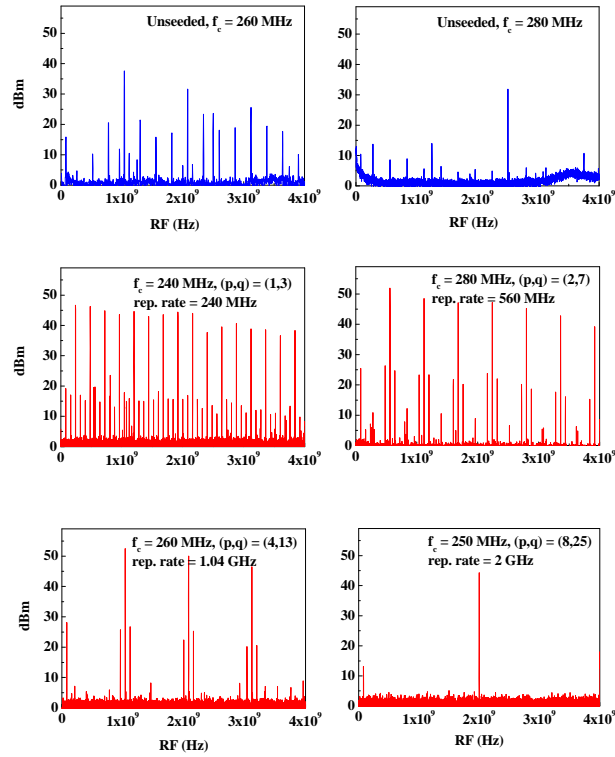 Unseeded, f_c = 260 MHz
50
40
30
20
10
0
dBm
0 1x10^9 2x10^9 3x10^9 4x10^9
RF (Hz)
Unseeded, f_c = 280 MHz
50
40
30
20
10
0
0 1x10^9 2x10^9 3x10^9 4x10^9
RF (Hz)
f_c = 240 MHz, (p,q) = (1,3)
rep. rate = 240 MHz
50
40
30
20
10
0
dBm
0 1x10^9 2x10^9 3x10^9 4x10^9
f_c = 280 MHz, (p,q) = (2,7)
rep. rate = 560 MHz
50
40
30
20
10
0
0 1x10^9 2x10^9 3x10^9 4x10^9
f_c = 260 MHz, (p,q) = (4,13)
rep. rate = 1.04 GHz
50
40
30
20
10
0
dBm
0 1x10^9 2x10^9 3x10^9 4x10^9
RF (Hz)
f_c = 250 MHz, (p,q) = (8,25)
rep. rate = 2 GHz
50
40
30
20
10
0
0 1x10^9 2x10^9 3x10^9 4x10^9
RF (Hz)